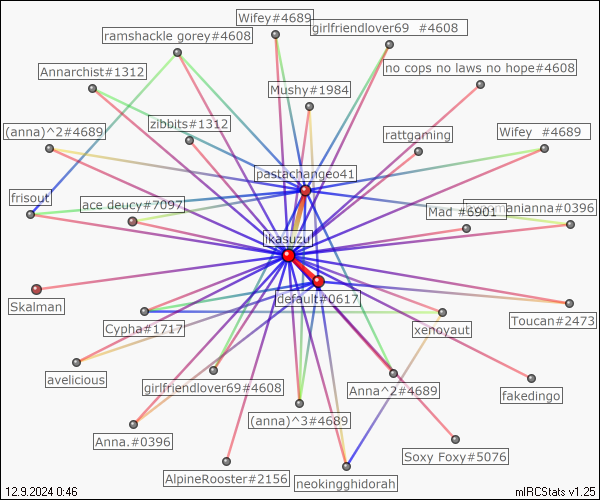 Wifey#4689
girlfriendlover69 #4608
ramshackle gorey#4608
no cops no laws no hope#4608
Annarchist#1312
Mushy#1984
zibbits#1312
(anna)^2#4689
rattgaming
Wifey #4689
pastachangeo41
frisout
ace deucy#7097
Mad #6901
manianna#0396
ikasuzu
default#0617
Skalman
Cypha#1717
xenoyaut
Toucan#2473
avelicious
girlfriendlover69#4608
Anna^2#4689
fakedingo
(anna)^3#4689
Anna.#0396
Soxy Foxy#5076
AlpineRooster#2156
neokingghidorah
12.9.2024 0:46
mIRCStats v1.25